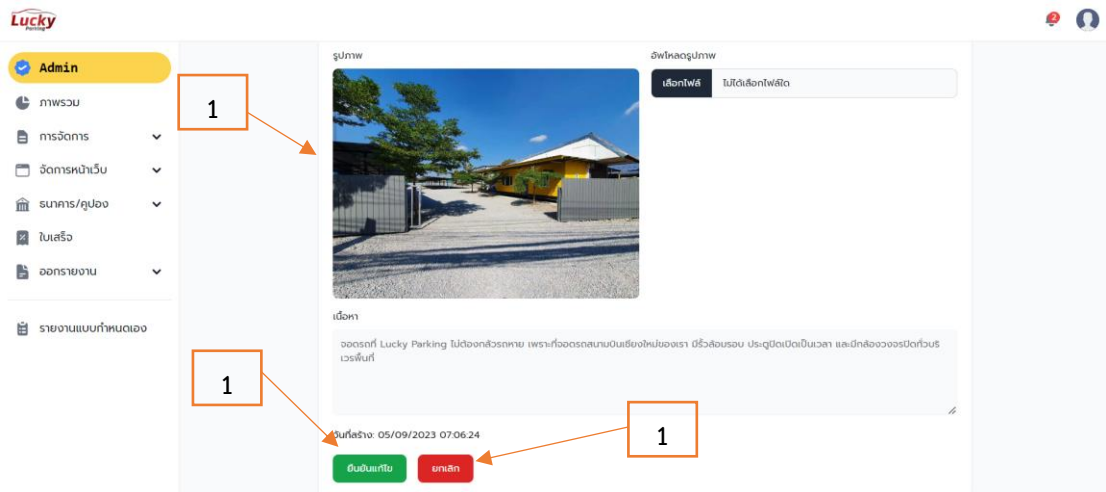 Lucky
Parking
2
Admin
ภาพรวม
การจัดการ
จัดการหน้าเว็บ
ธนาคาร/คูปอง
ใบเสร็จ
ออกรายงาน
รายงานแบบกำหนดเอง
1
รูปภาพ
อัพโหลดรูปภาพ
เลือกไฟล์ ไม่ได้เลือกไฟล์ใด
เนื้อหา
จอดรถที่ Lucky Parking ไม่ต้องกลัวรถหาย เพราะที่จอดรถสนามบินเชียงใหม่ของเรา มีรั้วล้อมรอบ ประตูปิดเปิดเป็นเวลา และมีกล้องวงจรปิดทั่วบริ
เวรพื้นที่
1
วันที่สร้าง: 05/09/2023 07:06:24
1
ยืนยันแก้ไข ยกเลิก